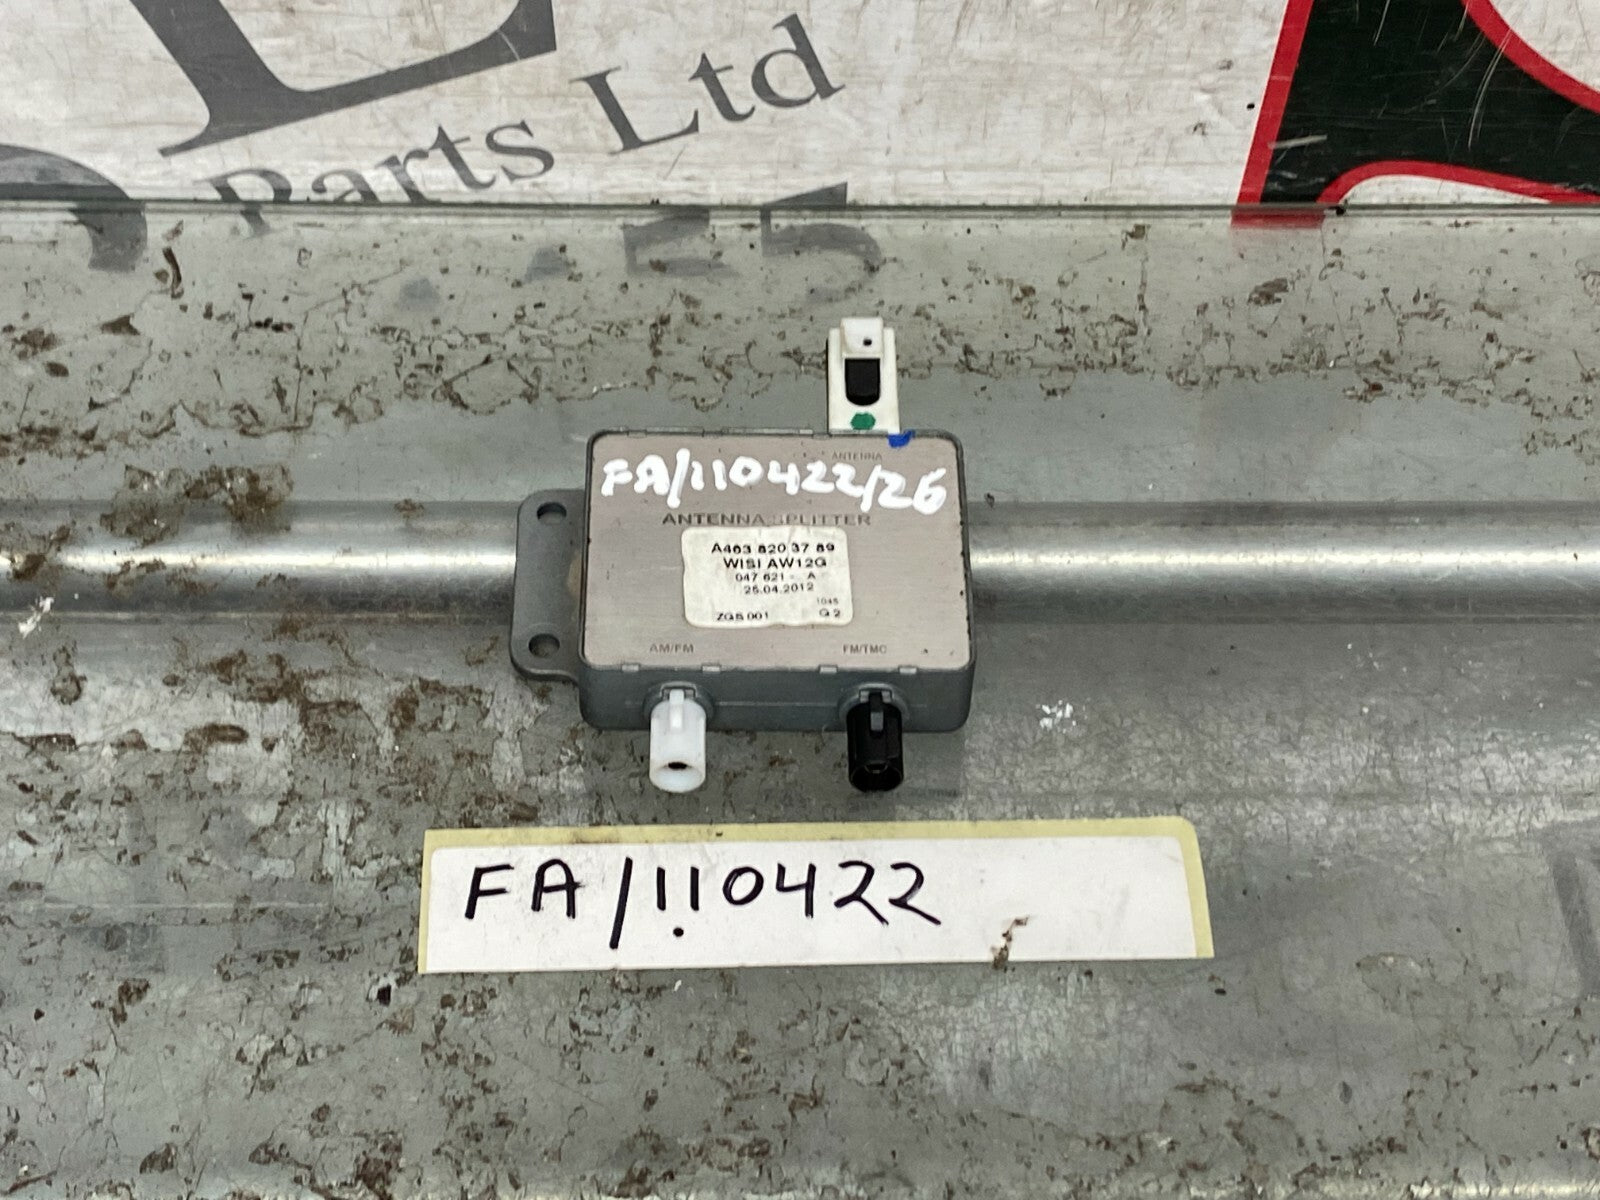 Parts Ltd
ANTENNA
FA/110422/26
ANTENNA SPLITTER
A463 820 37 89
WISI AW12G
047 621 - A
25.04.2012
1045
ZGS 001 Q 2
AM/FM FM/TMC
FA/110422